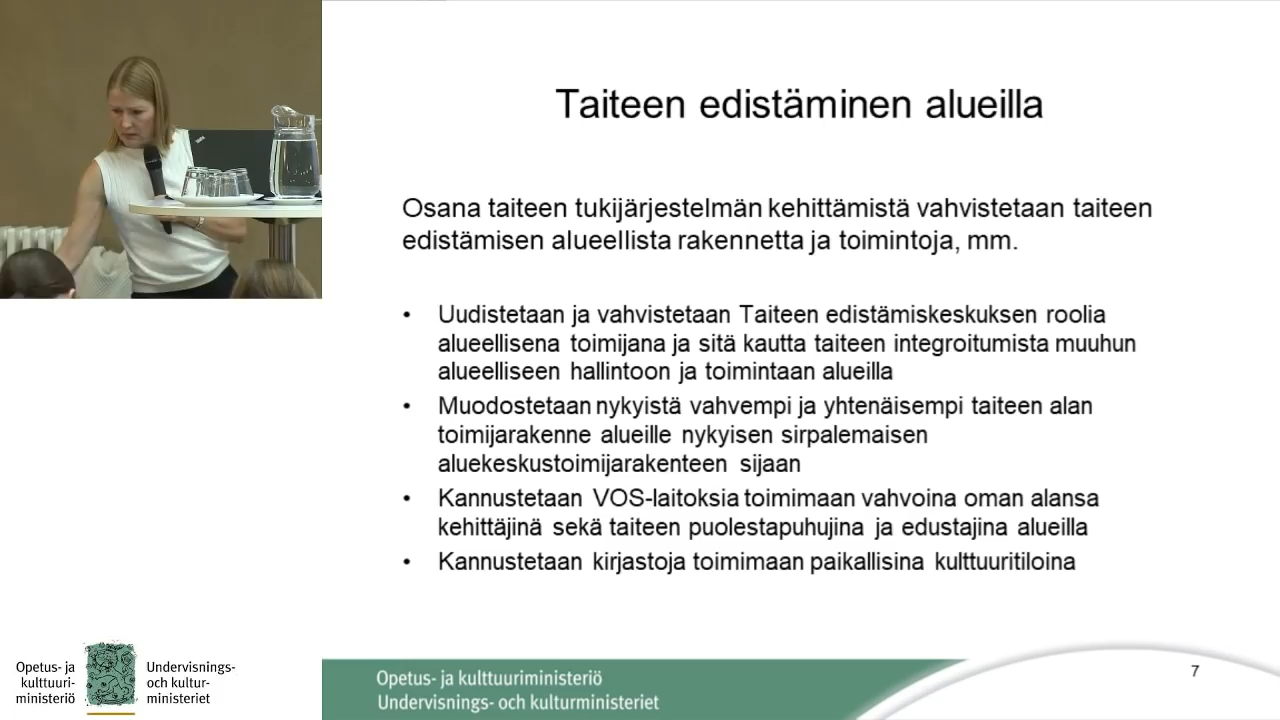 Taiteen edistäminen alueilla
Osana taiteen tukijärjestelmän kehittämistä vahvistetaan taiteen
edistämisen alueellista rakennetta ja toimintoja, mm.
• Uudistetaan ja vahvistetaan Taiteen edistämiskeskuksen roolia
alueellisena toimijana ja sitä kautta taiteen integroitumista muuhun
alueelliseen hallintoon ja toimintaan alueilla
• Muodostetaan nykyistä vahvempi ja yhtenäisempi taiteen alan
toimijarakenne alueille nykyisen sirpalemaisen
aluekeskustoimijarakenteen sijaan
• Kannustetaan VOS-laitoksia toimimaan vahvoina oman alansa
kehittäjinä sekä taiteen puolestapuhujina ja edustajina alueilla
• Kannustetaan kirjastoja toimimaan paikallisina kulttuuritiloina
Opetus- ja
kulttuuri-
ministeriö
Undervisnings-
och kultur-
ministeriet
Opetus- ja kulttuuriministeriö
Undervisnings- och kulturministeriet
7